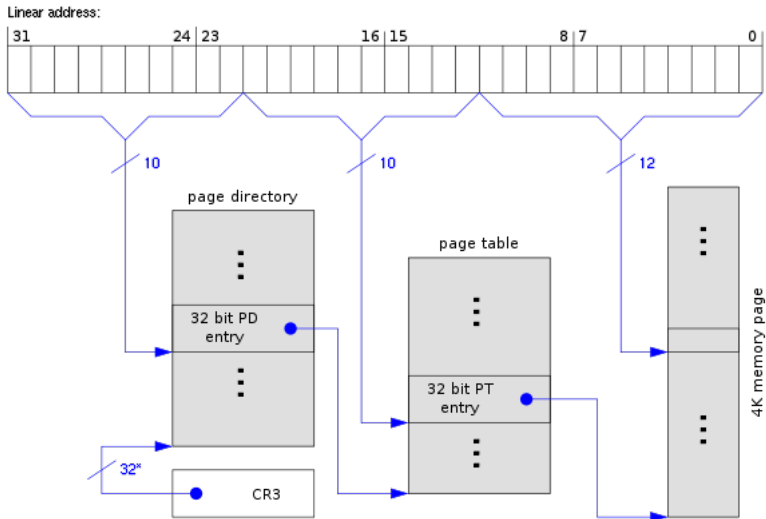 Linear address:
31 24 23 16 15 8 7 0
10 10 12
page directory
page table
32 bit PD
entry
32 bit PT
entry
4K memory page
32*
CR3